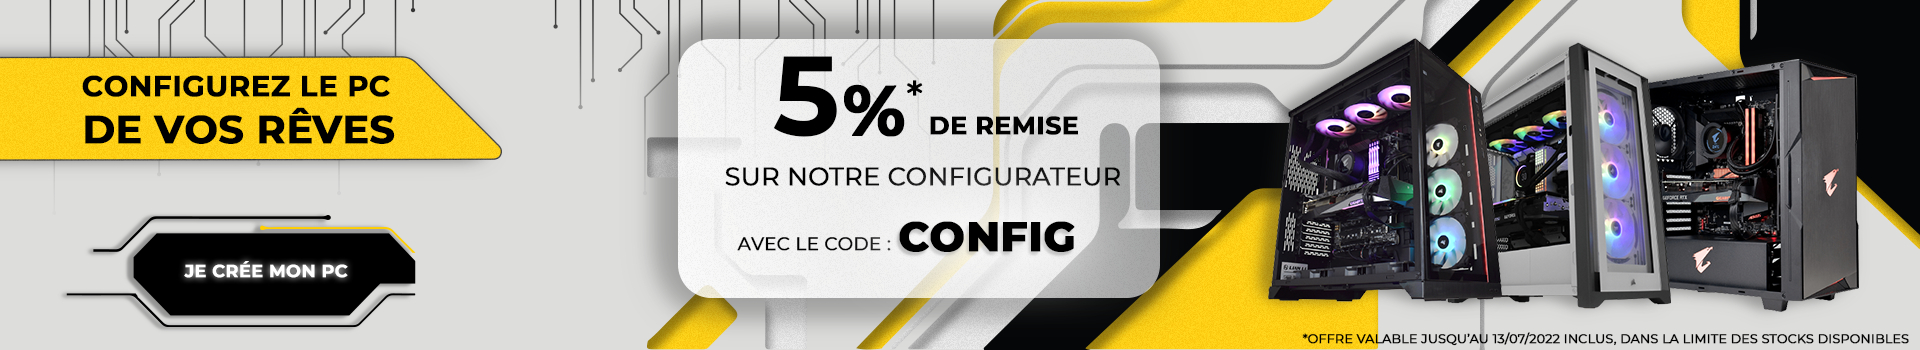 CONFIGUREZ LE PC
DE VOS RÊVES
JE CRÉE MON PC
5%*
DE REMISE
SUR NOTRE CONFIGURATEUR
AVEC LE CODE : CONFIG
*OFFRE VALABLE JUSQU'AU 13/07/2022 INCLUS, DANS LA LIMITE DES STOCKS DISPONIBLES